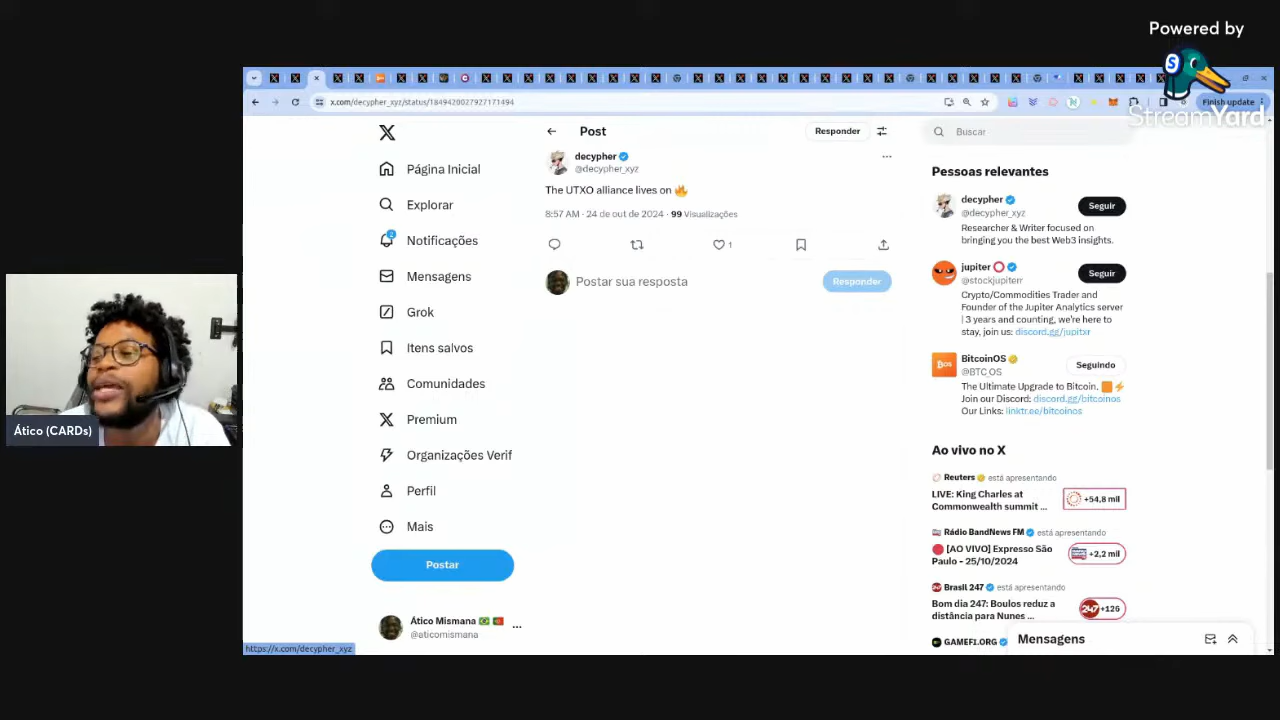 Powered by
StreamYard
x.com/decypher_xyz/status/1849420027927171494
Finish update
Post
Responder
Buscar
decypher
@decypher_xyz
The UTXO alliance lives on 🔥
8:57 AM · 24 de out de 2024 · 99 Visualizações
1
Postar sua resposta
Responder
Página Inicial
Explorar
2
Notificações
Mensagens
Grok
Itens salvos
Comunidades
Premium
Organizações Verif
Perfil
Mais
Postar
Ático Mismana 🇧🇷 🇵🇹
@aticomismana
Pessoas relevantes
decypher
@decypher_xyz
Seguir
Researcher & Writer focused on
bringing you the best Web3 insights.
jupiter ⭕
@stockjupiterr
Seguir
Crypto/Commodities Trader and
Founder of the Jupiter Analytics server
| 3 years and counting, we're here to
stay, join us: discord.gg/jupitxr
BOS
BitcoinOS
@BTC_OS
Seguindo
The Ultimate Upgrade to Bitcoin. 🟧⚡
Join our Discord: discord.gg/bitcoinos
Our Links: linktr.ee/bitcoinos
Ao vivo no X
Reuters está apresentando
LIVE: King Charles at
Commonwealth summit ...
+54,8 mil
Rádio BandNews FM está apresentando
🔴 [AO VIVO] Expresso São
Paulo - 25/10/2024
+2,2 mil
Brasil 247 está apresentando
Bom dia 247: Boulos reduz a
distância para Nunes ...
247
+126
GAMEFI.ORG
Mensagens
https://x.com/decypher_xyz
Ático (CARDs)